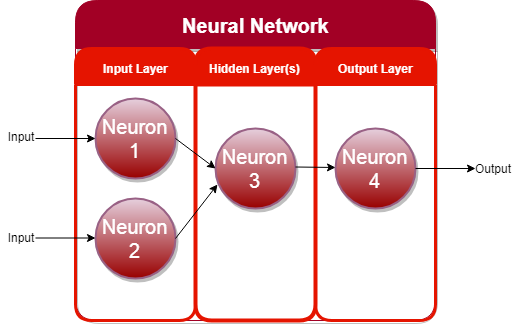 Neural Network
Input Layer
Hidden Layer(s)
Output Layer
Input
Neuron
1
Neuron
3
Neuron
4
Output
Input
Neuron
2